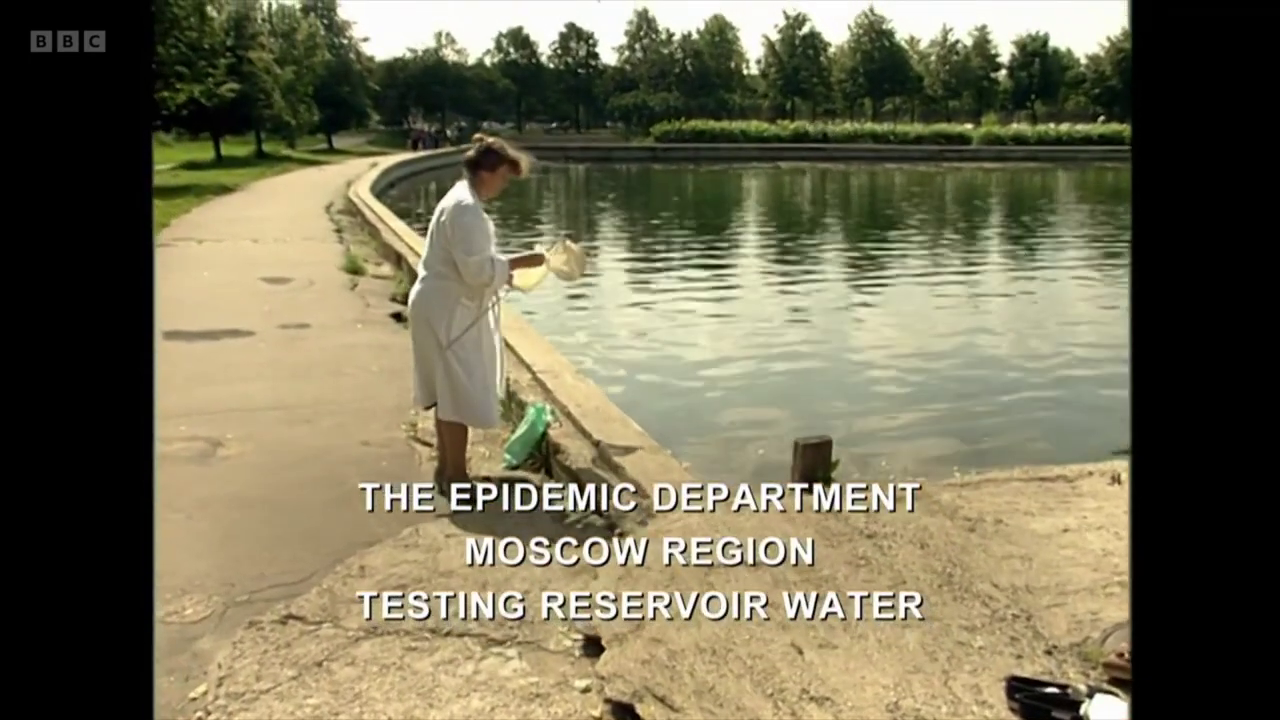 BBC
THE EPIDEMIC DEPARTMENT
MOSCOW REGION
TESTING RESERVOIR WATER